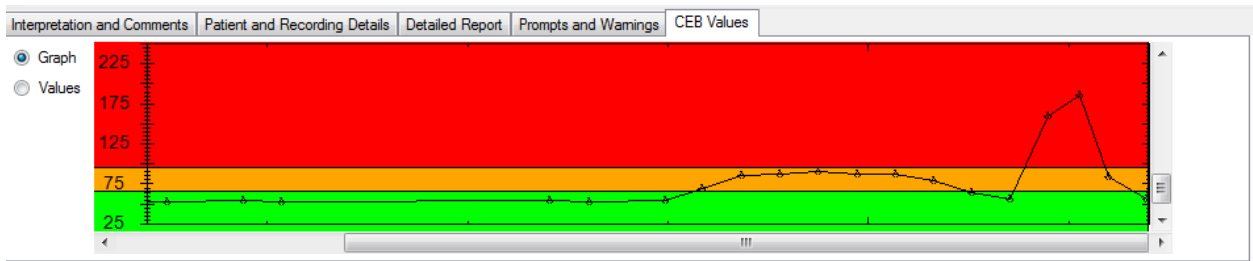 Interpretation and Comments Patient and Recording Details Detailed Report Prompts and Warnings CEB Values
Graph
Values
225
175
125
75
25